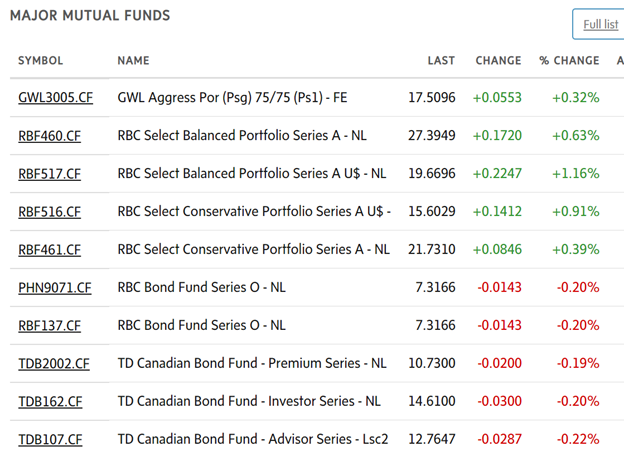 MAJOR MUTUAL FUNDS
Full list
SYMBOL NAME LAST CHANGE % CHANGE A
GWL3005.CF GWL Aggress Por (Psg) 75/75 (Ps1) - FE 17.5096 +0.0553 +0.32%
RBF460.CF RBC Select Balanced Portfolio Series A - NL 27.3949 +0.1720 +0.63%
RBF517.CF RBC Select Balanced Portfolio Series A U$ - NL 19.6696 +0.2247 +1.16%
RBF516.CF RBC Select Conservative Portfolio Series A U$ - 15.6029 +0.1412 +0.91%
RBF461.CF RBC Select Conservative Portfolio Series A - NL 21.7310 +0.0846 +0.39%
PHN9071.CF RBC Bond Fund Series O - NL 7.3166 -0.0143 -0.20%
RBF137.CF RBC Bond Fund Series O - NL 7.3166 -0.0143 -0.20%
TDB2002.CF TD Canadian Bond Fund - Premium Series - NL 10.7300 -0.0200 -0.19%
TDB162.CF TD Canadian Bond Fund - Investor Series - NL 14.6100 -0.0300 -0.20%
TDB107.CF TD Canadian Bond Fund - Advisor Series - Lsc2 12.7647 -0.0287 -0.22%